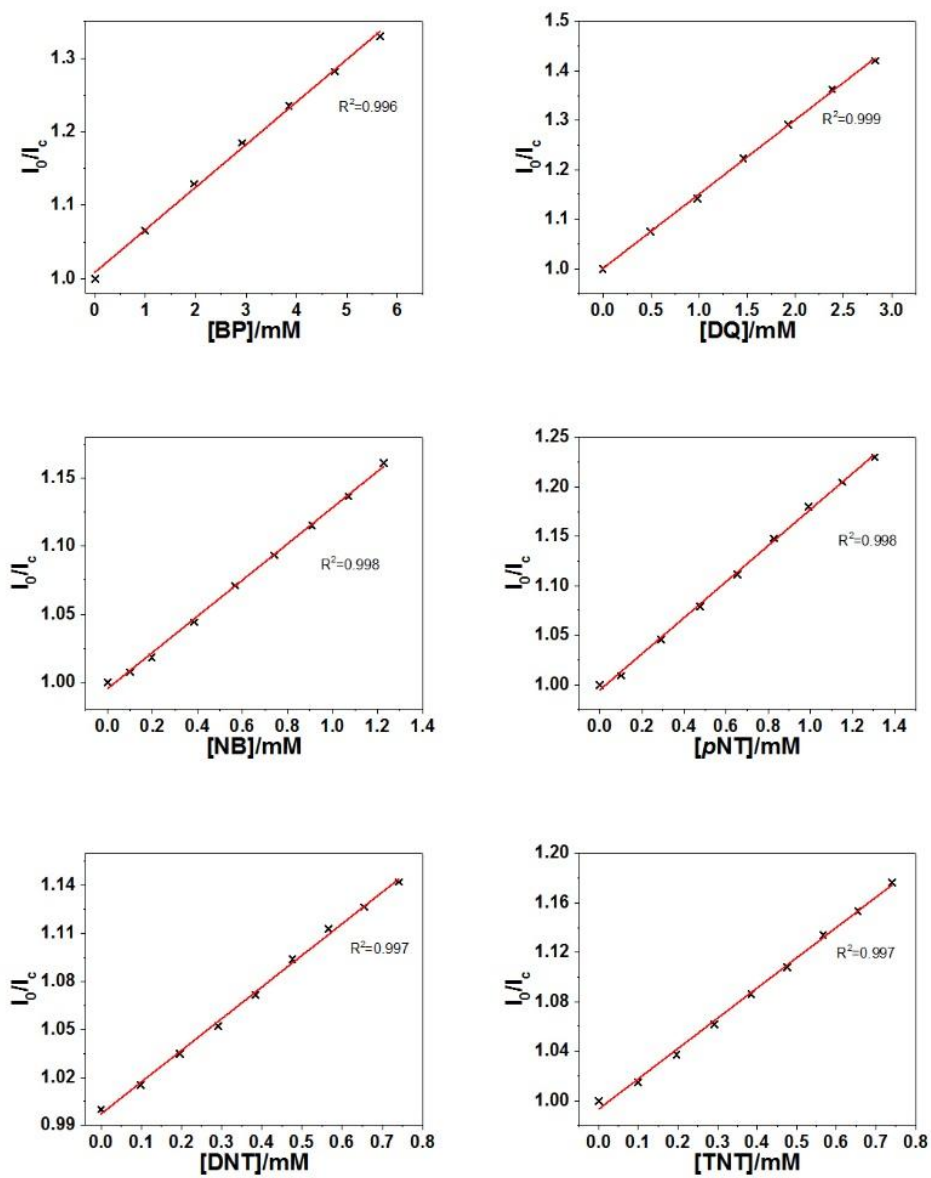 1.3
1.2
1.1
1.0
I₀/I_c
R²=0.996
0 1 2 3 4 5 6
[BP]/mM
1.5
1.4
1.3
1.2
1.1
1.0
I₀/I_c
R²=0.999
0.0 0.5 1.0 1.5 2.0 2.5 3.0
[DQ]/mM
1.15
1.10
1.05
1.00
I₀/I_c
R²=0.998
0.0 0.2 0.4 0.6 0.8 1.0 1.2 1.4
[NB]/mM
1.25
1.20
1.15
1.10
1.05
1.00
I₀/I_c
R²=0.998
0.0 0.2 0.4 0.6 0.8 1.0 1.2 1.4
[pNT]/mM
1.14
1.11
1.08
1.05
1.02
0.99
I₀/I_c
R²=0.997
0.0 0.1 0.2 0.3 0.4 0.5 0.6 0.7 0.8
[DNT]/mM
1.20
1.16
1.12
1.08
1.04
1.00
I₀/I_c
R²=0.997
0.0 0.1 0.2 0.3 0.4 0.5 0.6 0.7 0.8
[TNT]/mM